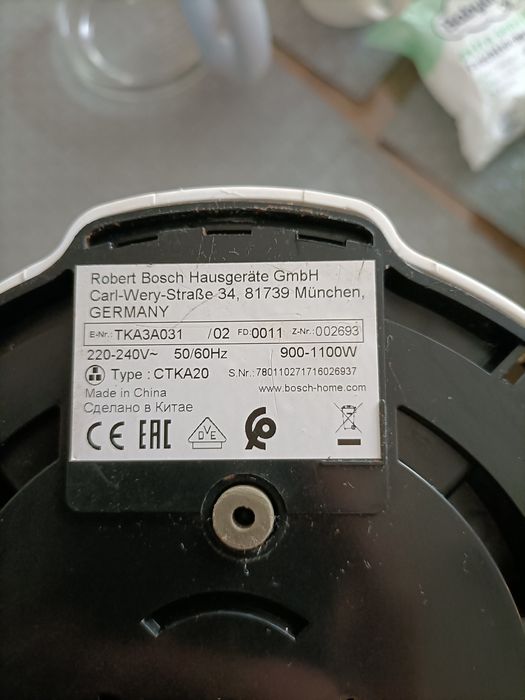 Robert Bosch Hausgeräte GmbH
Carl-Wery-Straße 34, 81739 München,
GERMANY
E-Nr.: TKA3A031 /02 FD: 0011 Z-Nr.: 002693
220-240V~ 50/60Hz 900-1100W
Type : CTKA20 S.Nr.: 780110271716026937
www.bosch-home.com
Made in China
Сделано в Китае
CE EAC DVE